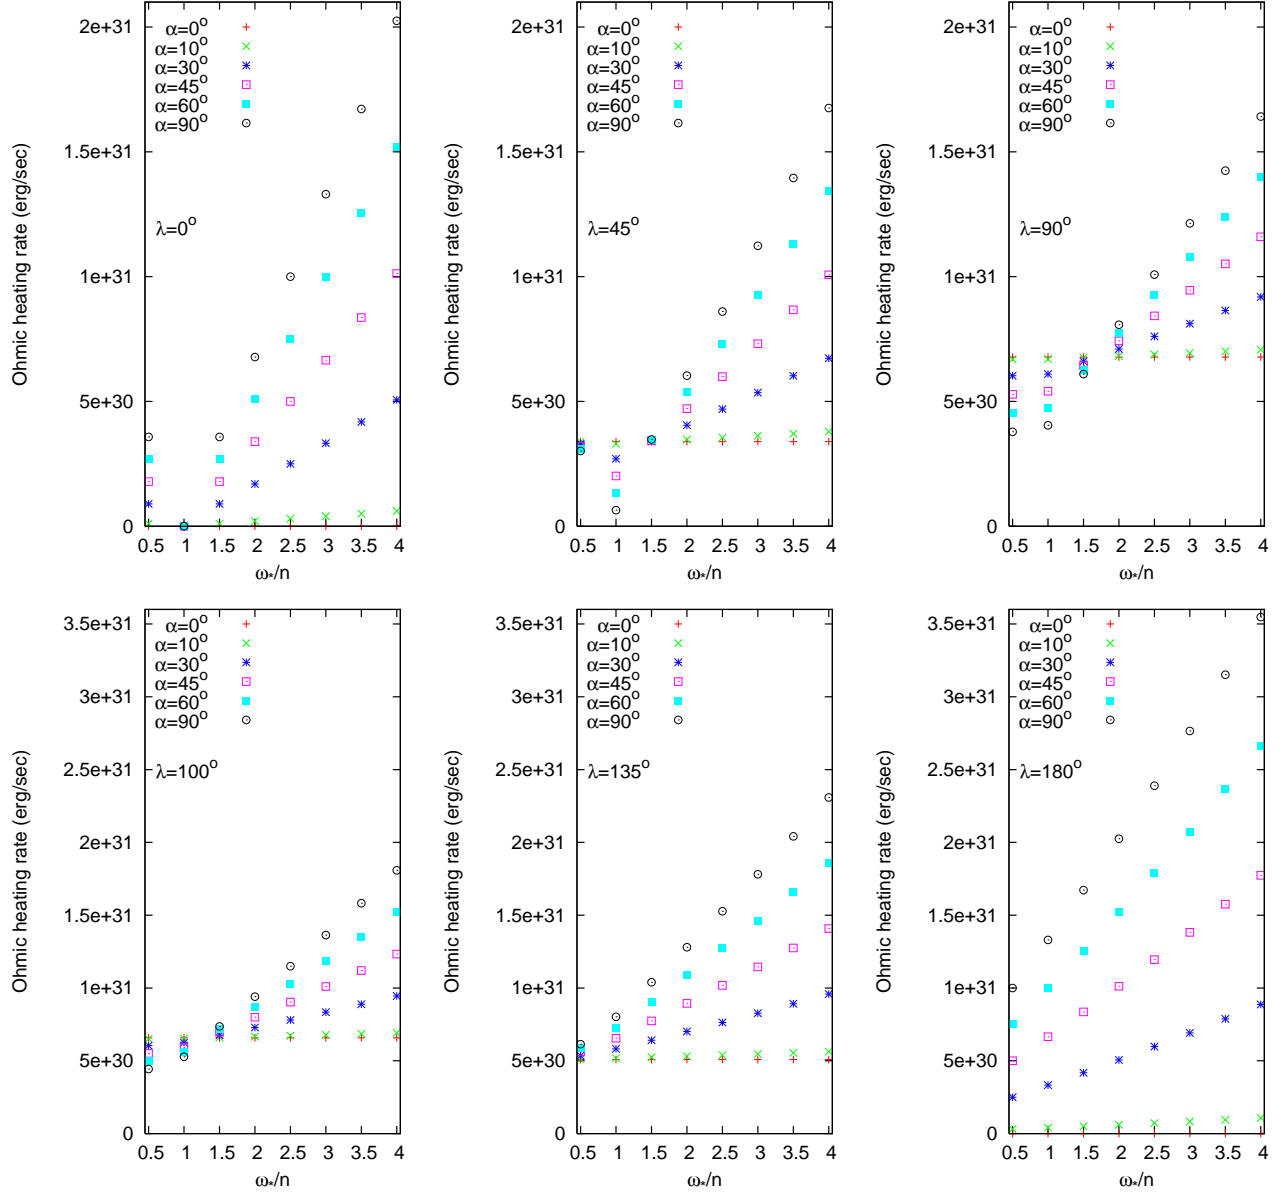 2e+31
1.5e+31
1e+31
5e+30
0
Ohmic heating rate (erg/sec)
α=0°
α=10°
α=30°
α=45°
α=60°
α=90°
λ=0°
0.5 1 1.5 2 2.5 3 3.5 4
ω*/n
2e+31
1.5e+31
1e+31
5e+30
0
Ohmic heating rate (erg/sec)
α=0°
α=10°
α=30°
α=45°
α=60°
α=90°
λ=45°
0.5 1 1.5 2 2.5 3 3.5 4
ω*/n
2e+31
1.5e+31
1e+31
5e+30
0
Ohmic heating rate (erg/sec)
α=0°
α=10°
α=30°
α=45°
α=60°
α=90°
λ=90°
0.5 1 1.5 2 2.5 3 3.5 4
ω*/n
3.5e+31
3e+31
2.5e+31
2e+31
1.5e+31
1e+31
5e+30
0
Ohmic heating rate (erg/sec)
α=0°
α=10°
α=30°
α=45°
α=60°
α=90°
λ=100°
0.5 1 1.5 2 2.5 3 3.5 4
ω*/n
3.5e+31
3e+31
2.5e+31
2e+31
1.5e+31
1e+31
5e+30
0
Ohmic heating rate (erg/sec)
α=0°
α=10°
α=30°
α=45°
α=60°
α=90°
λ=135°
0.5 1 1.5 2 2.5 3 3.5 4
ω*/n
3.5e+31
3e+31
2.5e+31
2e+31
1.5e+31
1e+31
5e+30
0
Ohmic heating rate (erg/sec)
α=0°
α=10°
α=30°
α=45°
α=60°
α=90°
λ=180°
0.5 1 1.5 2 2.5 3 3.5 4
ω*/n